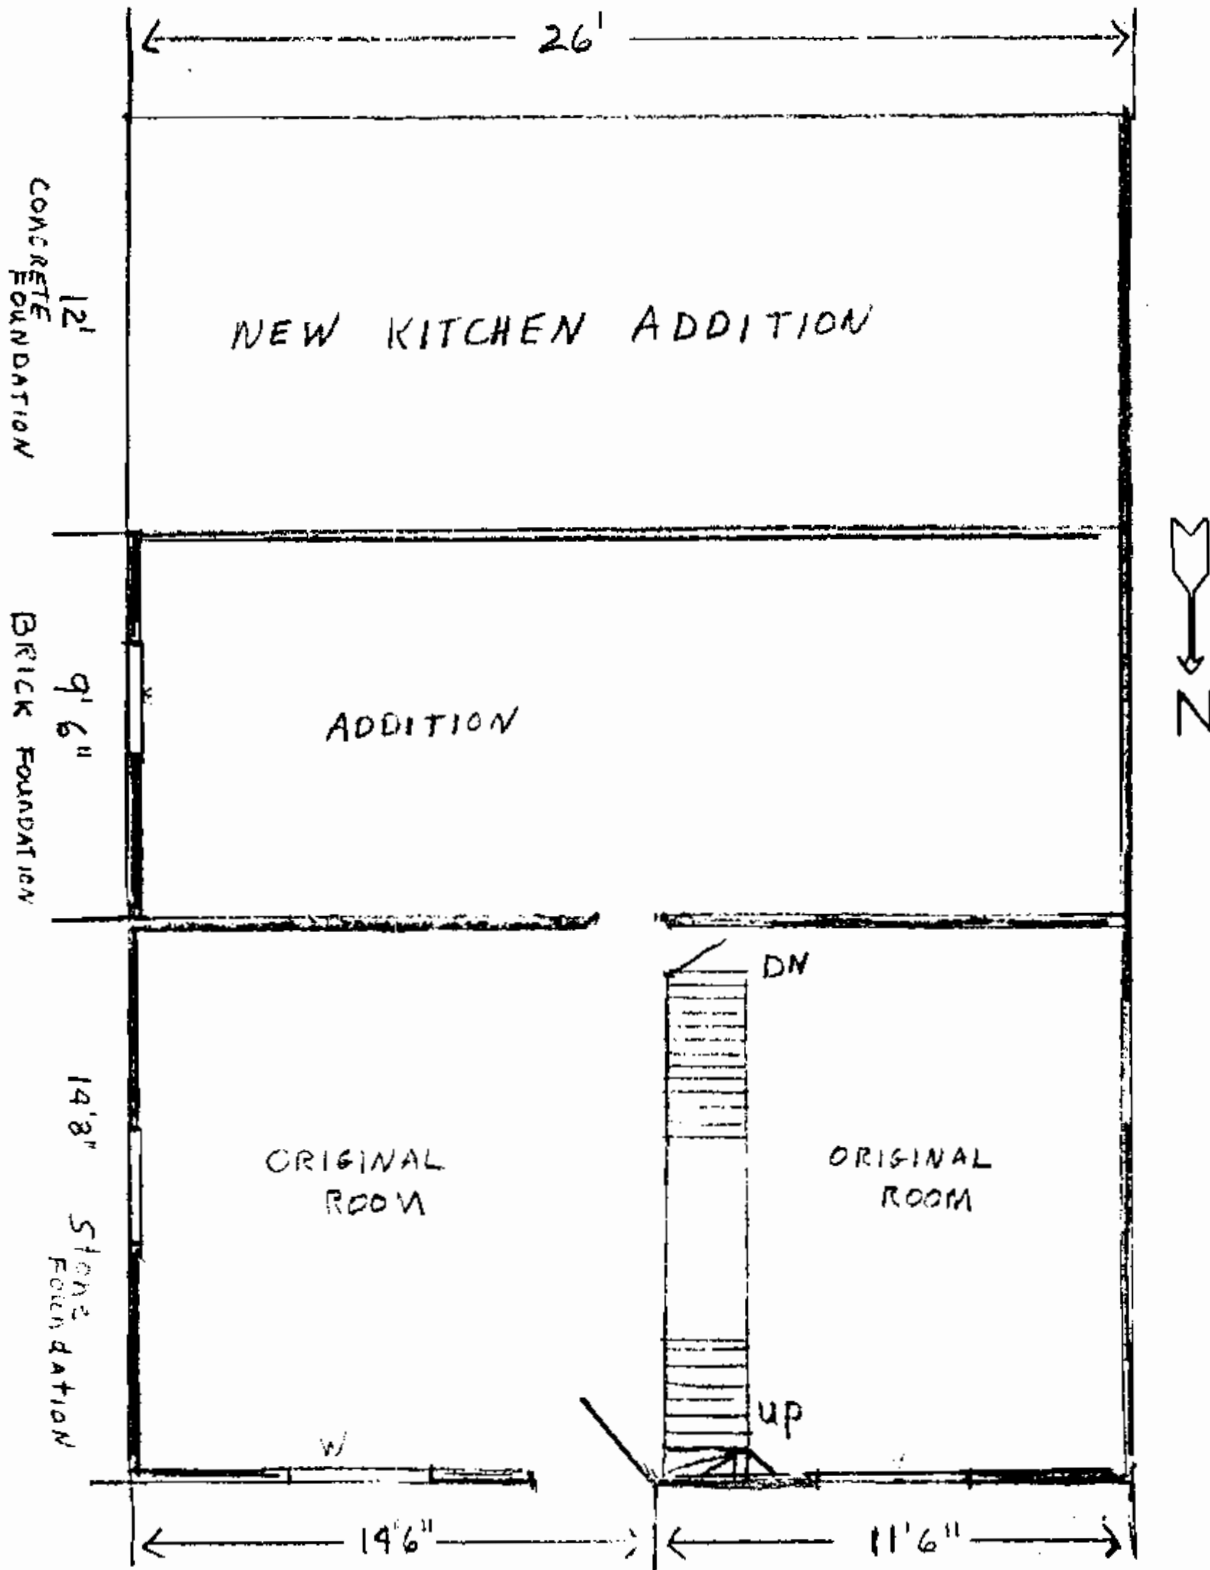 26'
CONCRETE
FOUNDATION
12'
NEW KITCHEN ADDITION
BRICK FOUNDATION
9'6"
ADDITION
N
DN
14'8" Stone
FOUNdATION
ORIGINAL
ROOM
ORIGINAL
ROOM
up
W
14'6"
11'6"